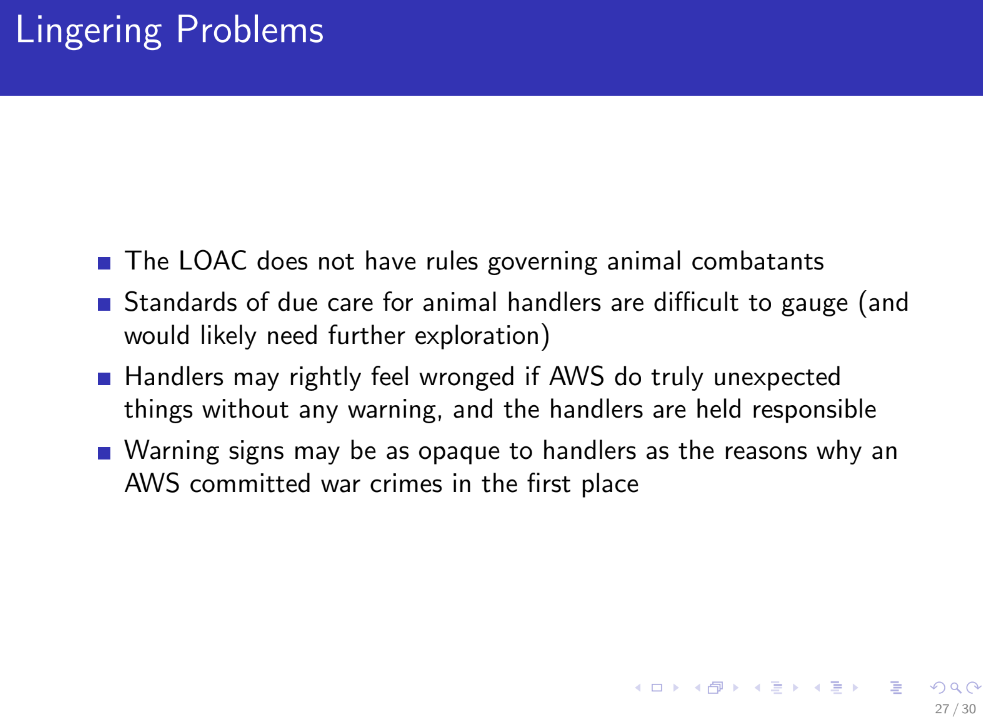 Lingering Problems
The LOAC does not have rules governing animal combatants
Standards of due care for animal handlers are difficult to gauge (and
would likely need further exploration)
Handlers may rightly feel wronged if AWS do truly unexpected
things without any warning, and the handlers are held responsible
Warning signs may be as opaque to handlers as the reasons why an
AWS committed war crimes in the first place
27 / 30